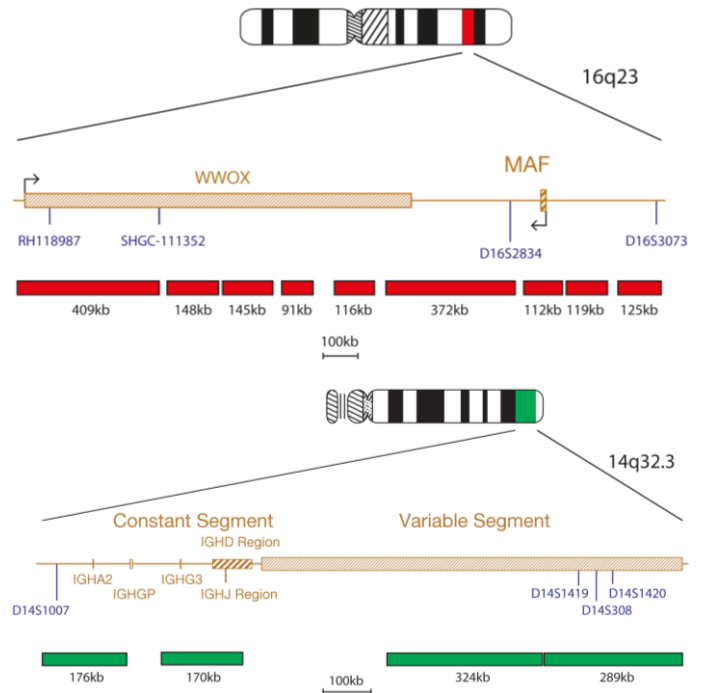 16q23
MAF
WWOX
RH118987
SHGC-111352
D16S2834
D16S3073
409kb
148kb
145kb
91kb
116kb
372kb
112kb
119kb
125kb
100kb
14q32.3
Constant Segment
Variable Segment
IGHD Region
IGHA2
IGHGP
IGHG3
IGHJ Region
D14S1007
D14S1419
D14S308
D14S1420
176kb
170kb
324kb
289kb
100kb